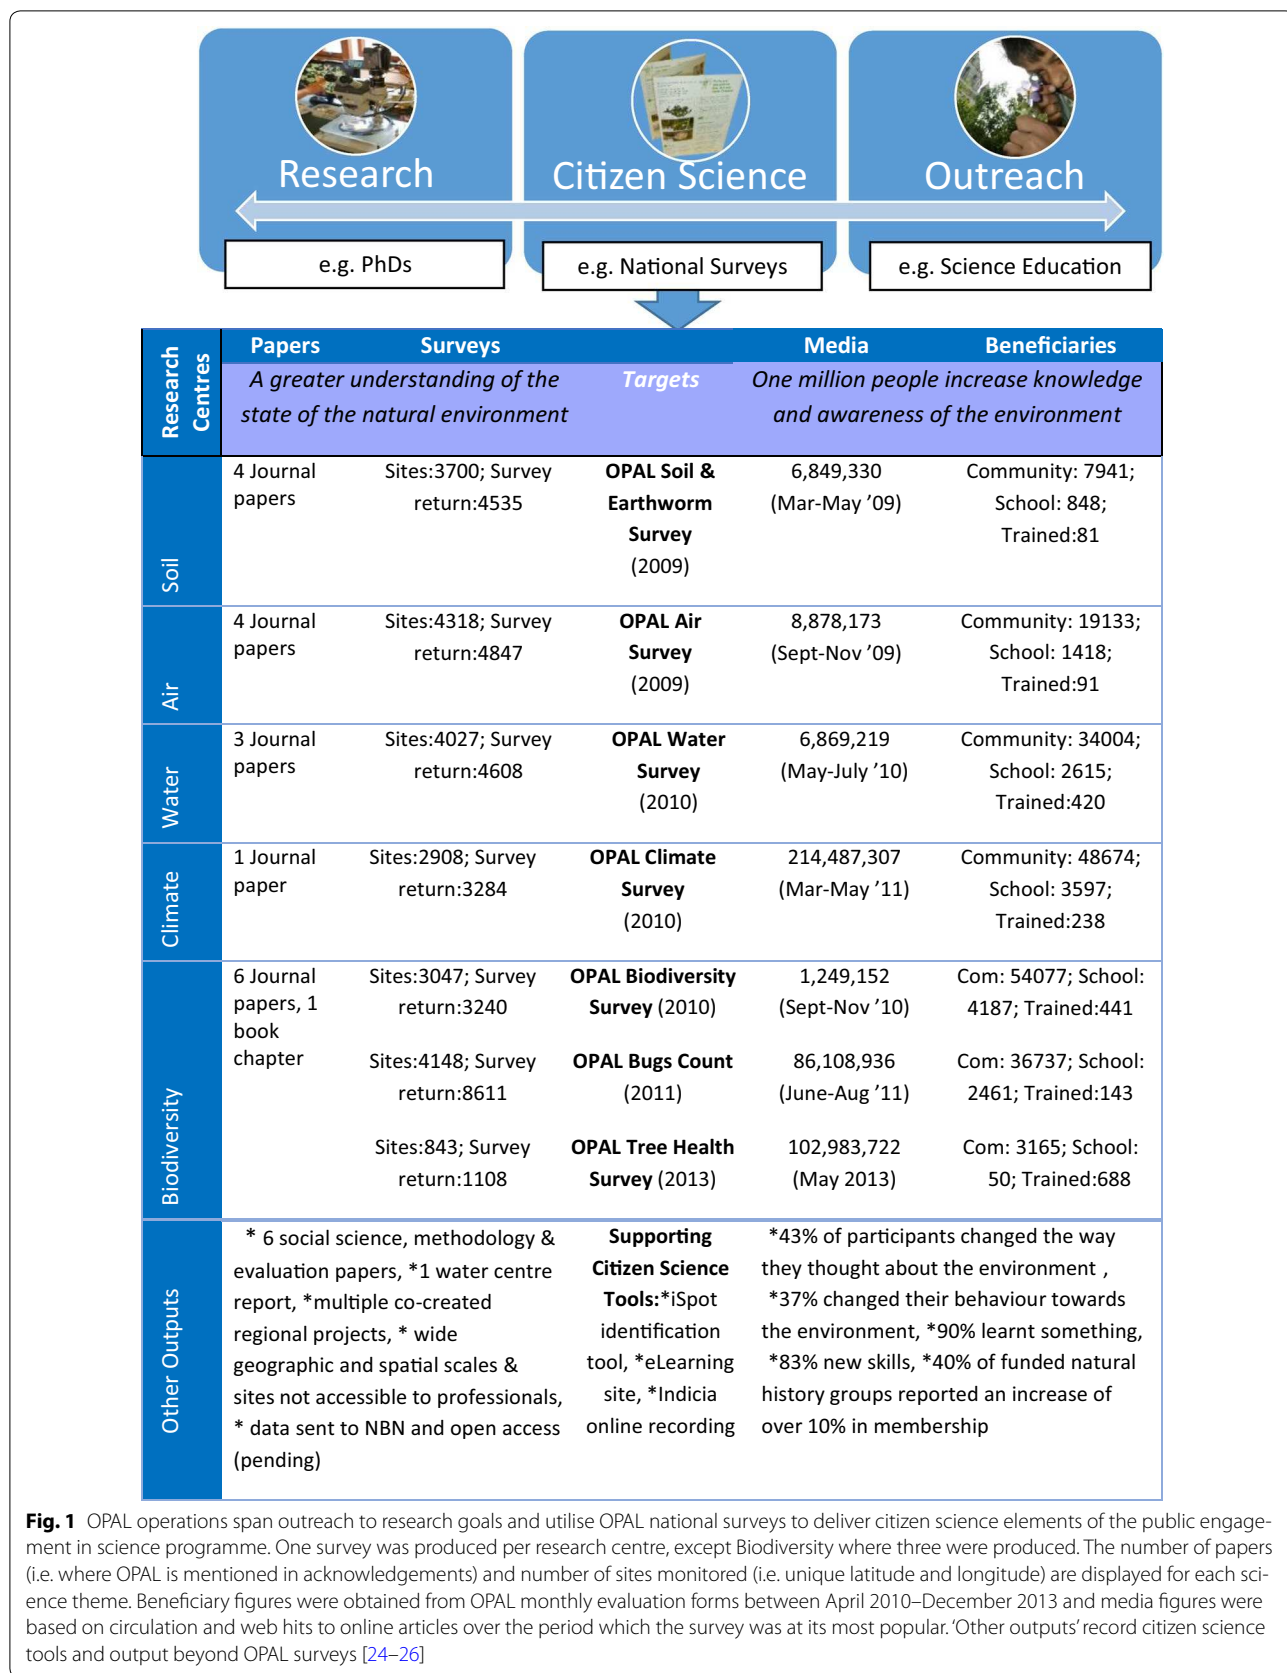 Research
Citizen Science
Outreach
e.g. PhDs
e.g. National Surveys
e.g. Science Education
Research
Centres
Papers
Surveys
Media
Beneficiaries
A greater understanding of the
state of the natural environment
Targets
One million people increase knowledge
and awareness of the environment
Soil
4 Journal
papers
Sites:3700; Survey
return:4535
OPAL Soil &
Earthworm
Survey
(2009)
6,849,330
(Mar-May ’09)
Community: 7941;
School: 848;
Trained:81
Air
4 Journal
papers
Sites:4318; Survey
return:4847
OPAL Air
Survey
(2009)
8,878,173
(Sept-Nov ’09)
Community: 19133;
School: 1418;
Trained:91
Water
3 Journal
papers
Sites:4027; Survey
return:4608
OPAL Water
Survey
(2010)
6,869,219
(May-July ’10)
Community: 34004;
School: 2615;
Trained:420
Climate
1 Journal
paper
Sites:2908; Survey
return:3284
OPAL Climate
Survey
(2010)
214,487,307
(Mar-May ’11)
Community: 48674;
School: 3597;
Trained:238
Biodiversity
6 Journal
papers, 1
book
chapter
Sites:3047; Survey
return:3240
OPAL Biodiversity
Survey (2010)
1,249,152
(Sept-Nov ’10)
Com: 54077; School:
4187; Trained:441
Sites:4148; Survey
return:8611
OPAL Bugs Count
(2011)
86,108,936
(June-Aug ’11)
Com: 36737; School:
2461; Trained:143
Sites:843; Survey
return:1108
OPAL Tree Health
Survey (2013)
102,983,722
(May 2013)
Com: 3165; School:
50; Trained:688
Other Outputs
* 6 social science, methodology &
evaluation papers, *1 water centre
report, *multiple co-created
regional projects, * wide
geographic and spatial scales &
sites not accessible to professionals,
* data sent to NBN and open access
(pending)
Supporting
Citizen Science
Tools:*iSpot
identification
tool, *eLearning
site, *Indicia
online recording
*43% of participants changed the way
they thought about the environment ,
*37% changed their behaviour towards
the environment, *90% learnt something,
*83% new skills, *40% of funded natural
history groups reported an increase of
over 10% in membership
Fig. 1 OPAL operations span outreach to research goals and utilise OPAL national surveys to deliver citizen science elements of the public engage-
ment in science programme. One survey was produced per research centre, except Biodiversity where three were produced. The number of papers
(i.e. where OPAL is mentioned in acknowledgements) and number of sites monitored (i.e. unique latitude and longitude) are displayed for each sci-
ence theme. Beneficiary figures were obtained from OPAL monthly evaluation forms between April 2010–December 2013 and media figures were
based on circulation and web hits to online articles over the period which the survey was at its most popular. ‘Other outputs’ record citizen science
tools and output beyond OPAL surveys [24–26]